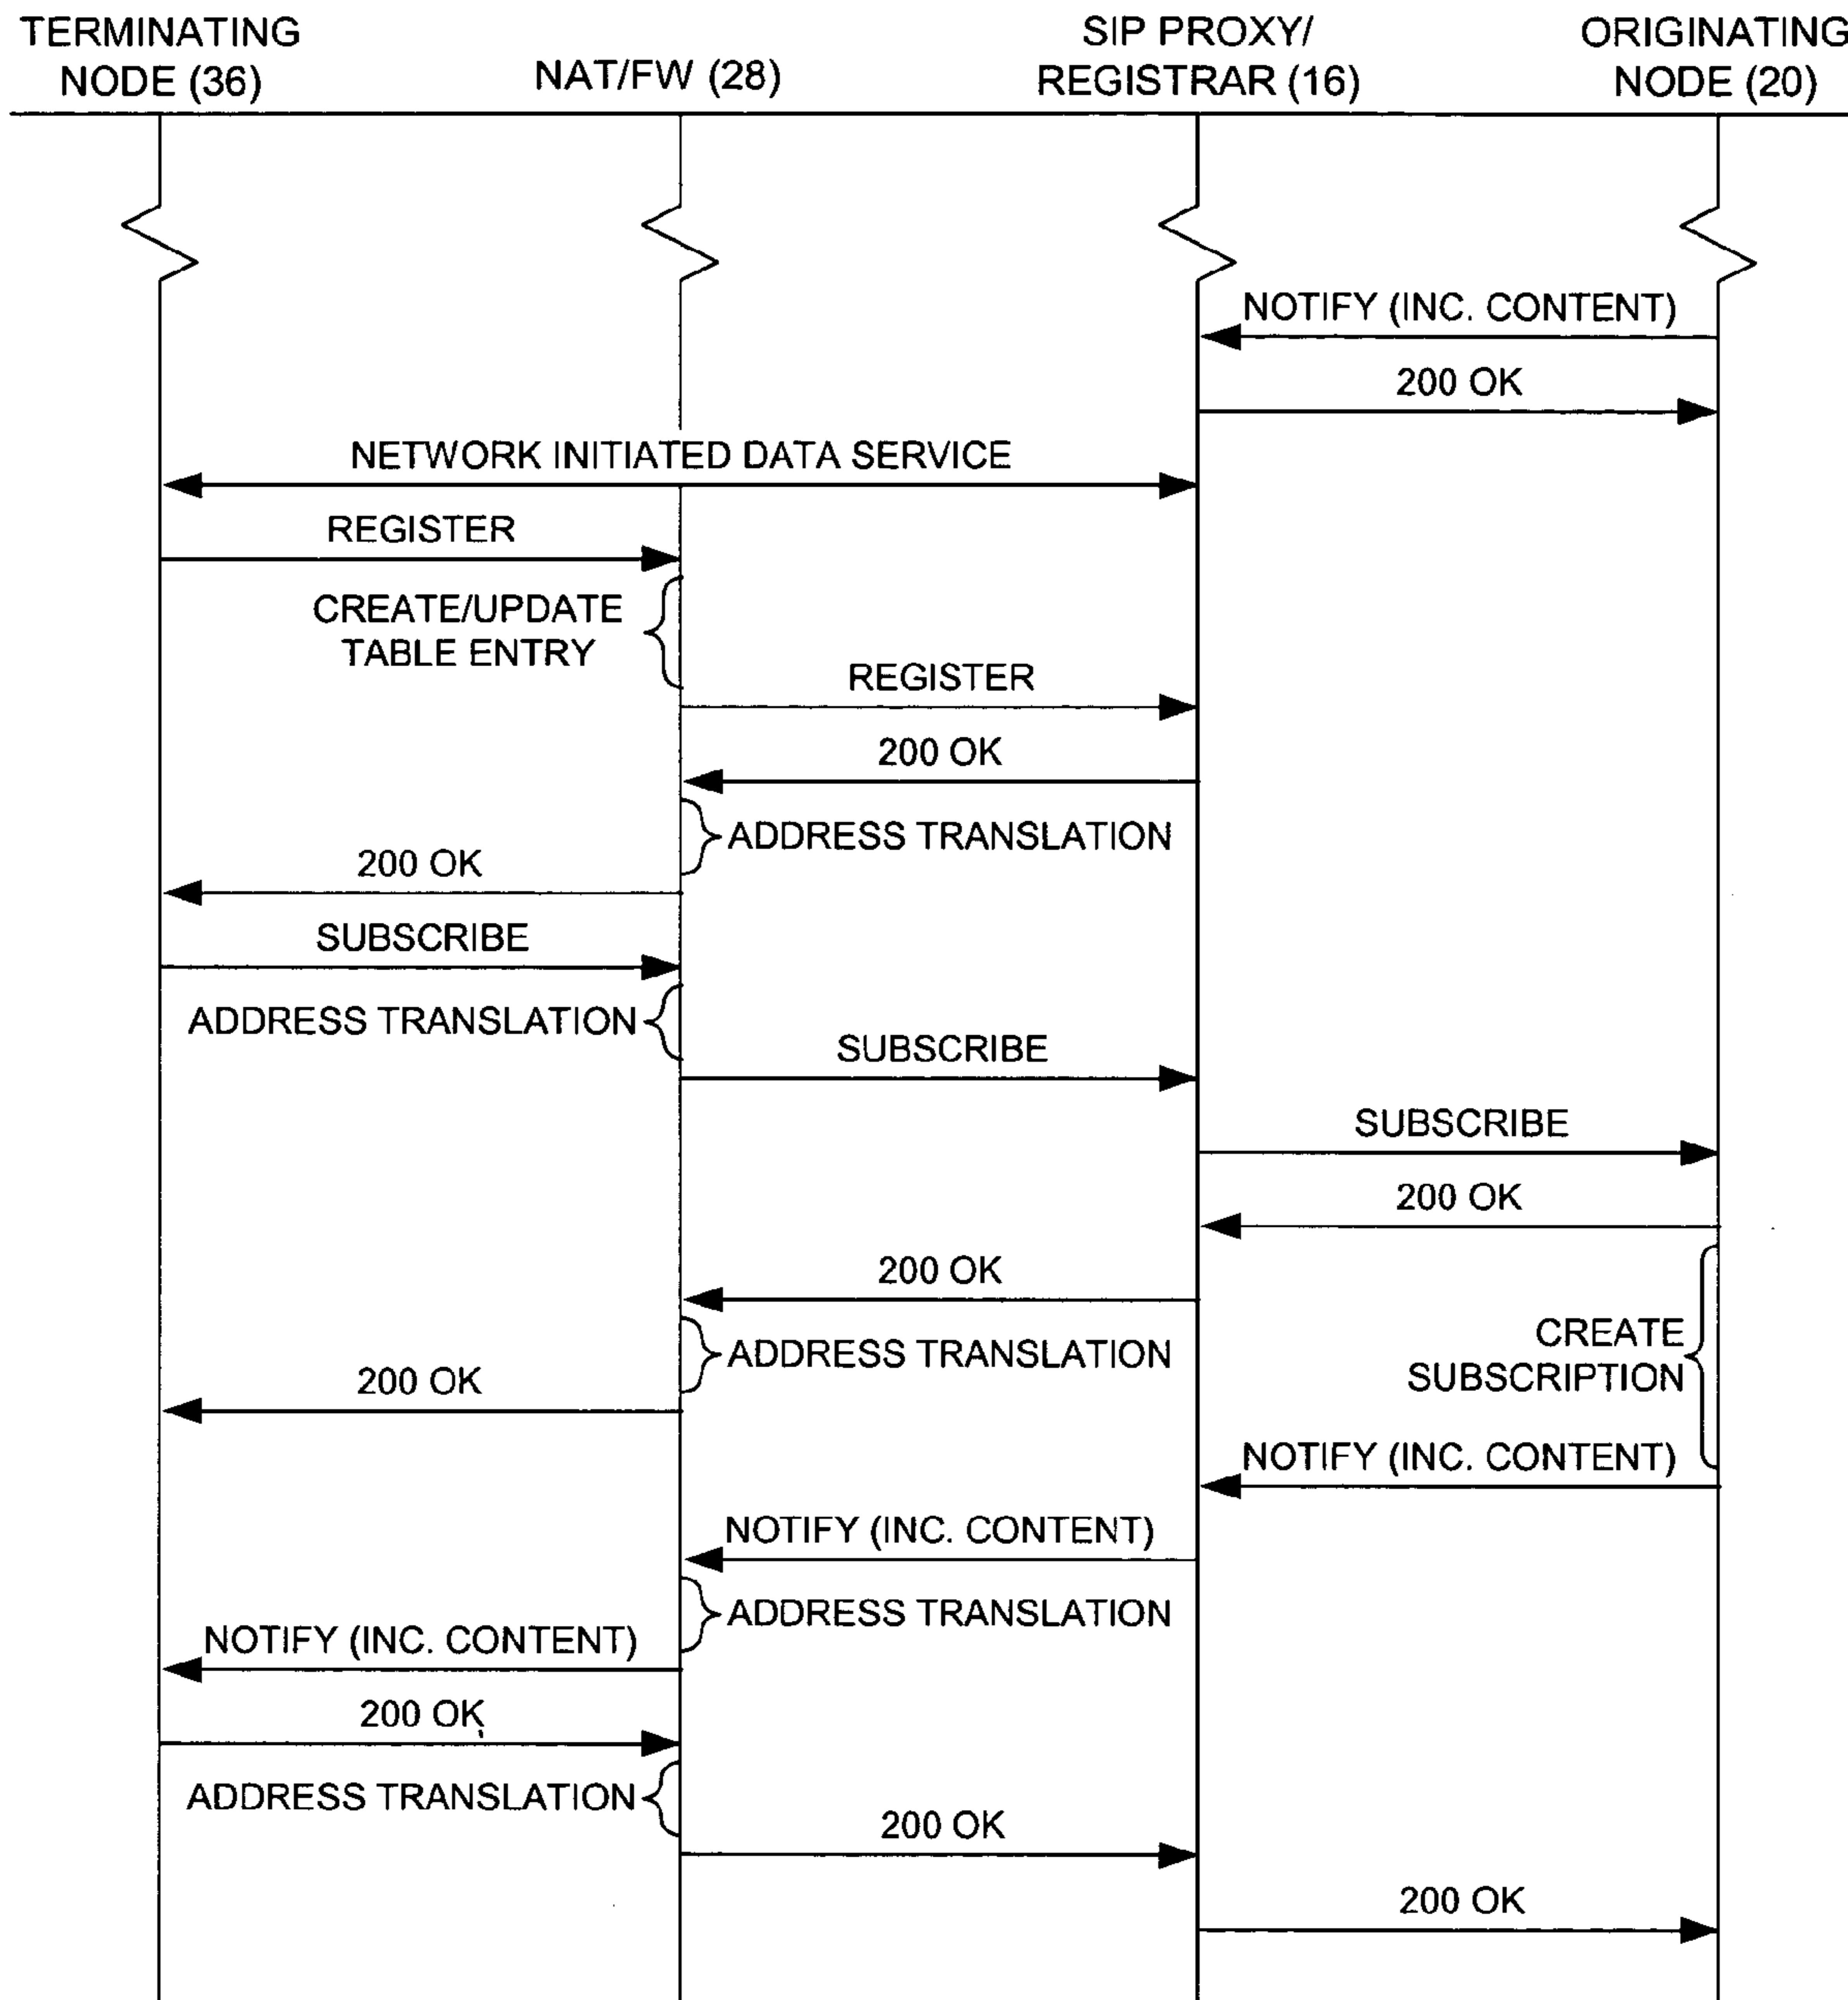 TERMINATING
NODE (36)
NAT/FW (28)
SIP PROXY/
REGISTRAR (16)
ORIGINATING
NODE (20)
NOTIFY (INC. CONTENT)
200 OK
NETWORK INITIATED DATA SERVICE
REGISTER
CREATE/UPDATE
TABLE ENTRY
REGISTER
200 OK
ADDRESS TRANSLATION
200 OK
SUBSCRIBE
ADDRESS TRANSLATION
SUBSCRIBE
SUBSCRIBE
200 OK
200 OK
CREATE
SUBSCRIPTION
ADDRESS TRANSLATION
200 OK
NOTIFY (INC. CONTENT)
NOTIFY (INC. CONTENT)
ADDRESS TRANSLATION
NOTIFY (INC. CONTENT)
200 OK
ADDRESS TRANSLATION
200 OK
200 OK